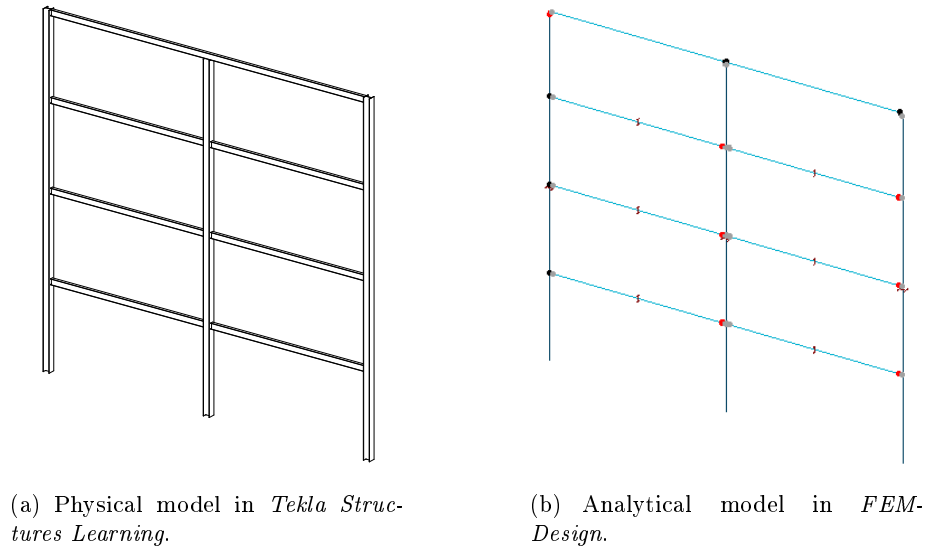 (a) Physical model in Tekla Struc-
tures Learning.
(b) Analytical model in FEM-
Design.